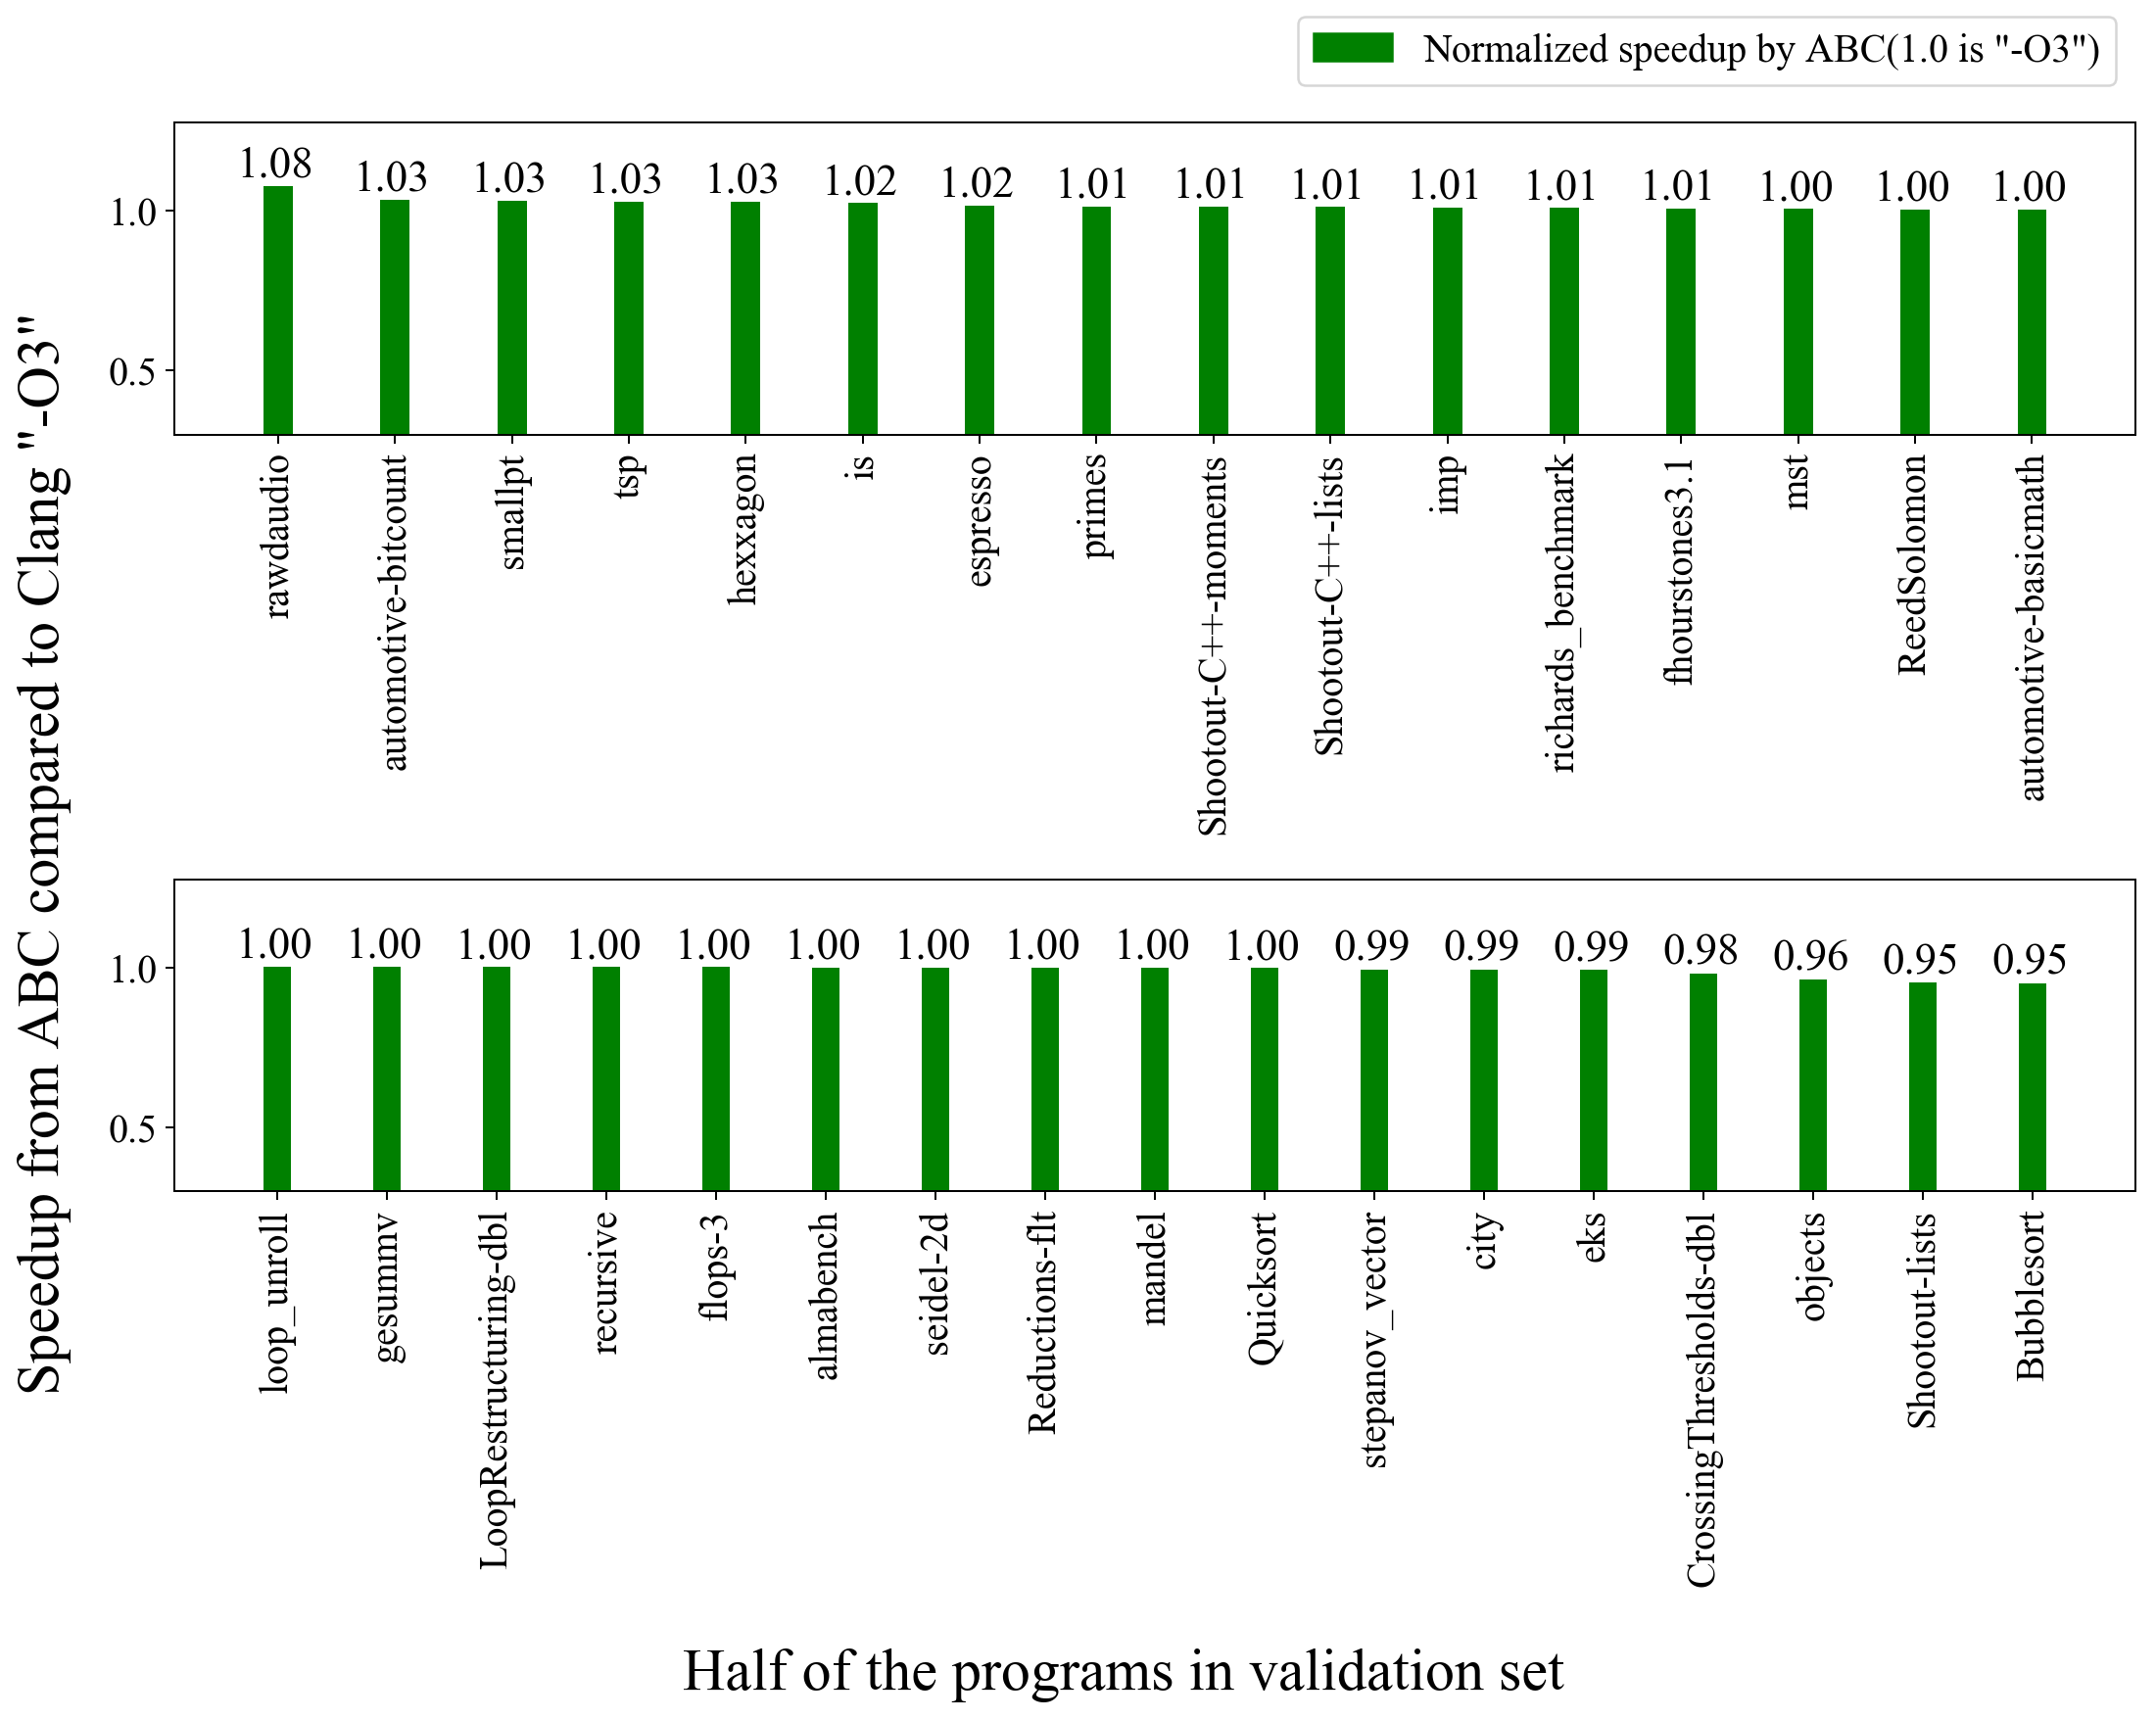 Normalized speedup by ABC(1.0 is "-O3")
Speedup from ABC compared to Clang "-O3"
1.08 1.03 1.03 1.03 1.03 1.02 1.02 1.01 1.01 1.01 1.01 1.01 1.01 1.00 1.00 1.00
1.0
0.5
rawdaudio
automotive-bitcount
smallpt
tsp
hexxagon
is
espresso
primes
Shootout-C++-moments
Shootout-C++-lists
imp
richards_benchmark
fhourstones3.1
mst
ReedSolomon
automotive-basicmath
1.00 1.00 1.00 1.00 1.00 1.00 1.00 1.00 1.00 1.00 0.99 0.99 0.99 0.98 0.96 0.95 0.95
1.0
0.5
loop_unroll
gesummv
LoopRestructuring-dbl
recursive
flops-3
almabench
seidel-2d
Reductions-flt
mandel
Quicksort
stepanov_vector
city
eks
CrossingThresholds-dbl
objects
Shootout-lists
Bubblesort
Half of the programs in validation set